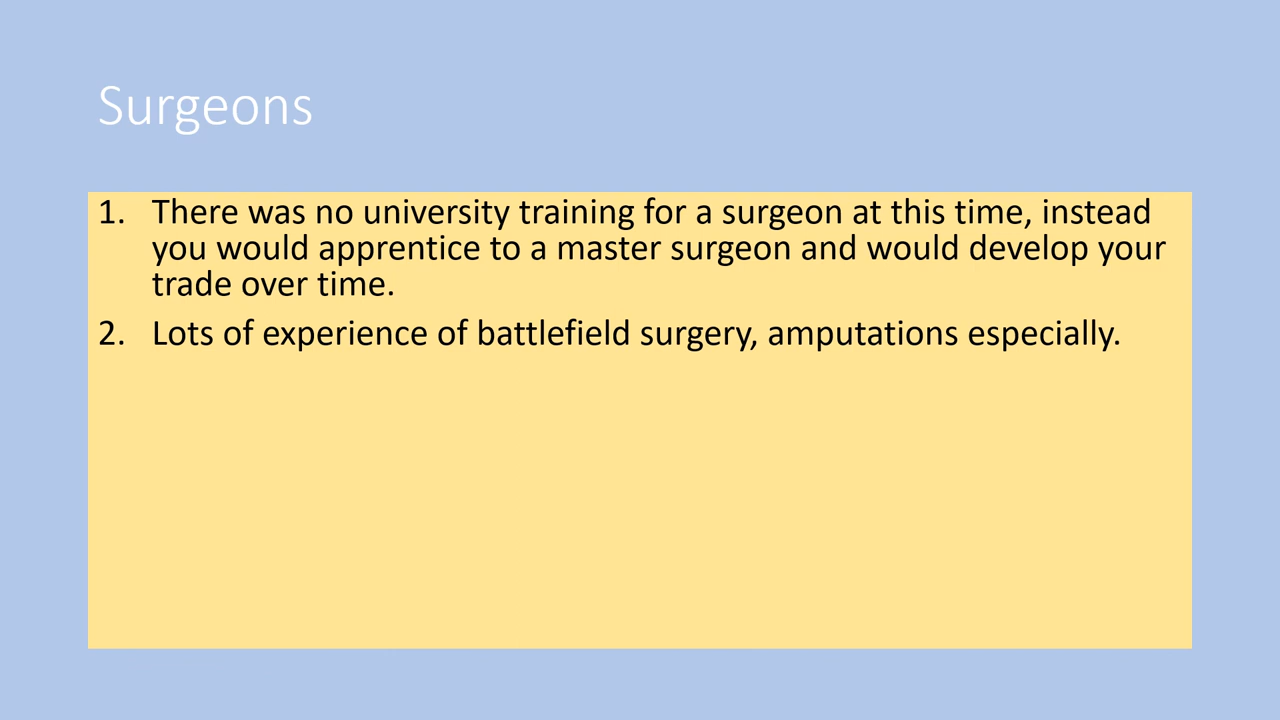 Surgeons
1. There was no university training for a surgeon at this time, instead
you would apprentice to a master surgeon and would develop your
trade over time.
2. Lots of experience of battlefield surgery, amputations especially.